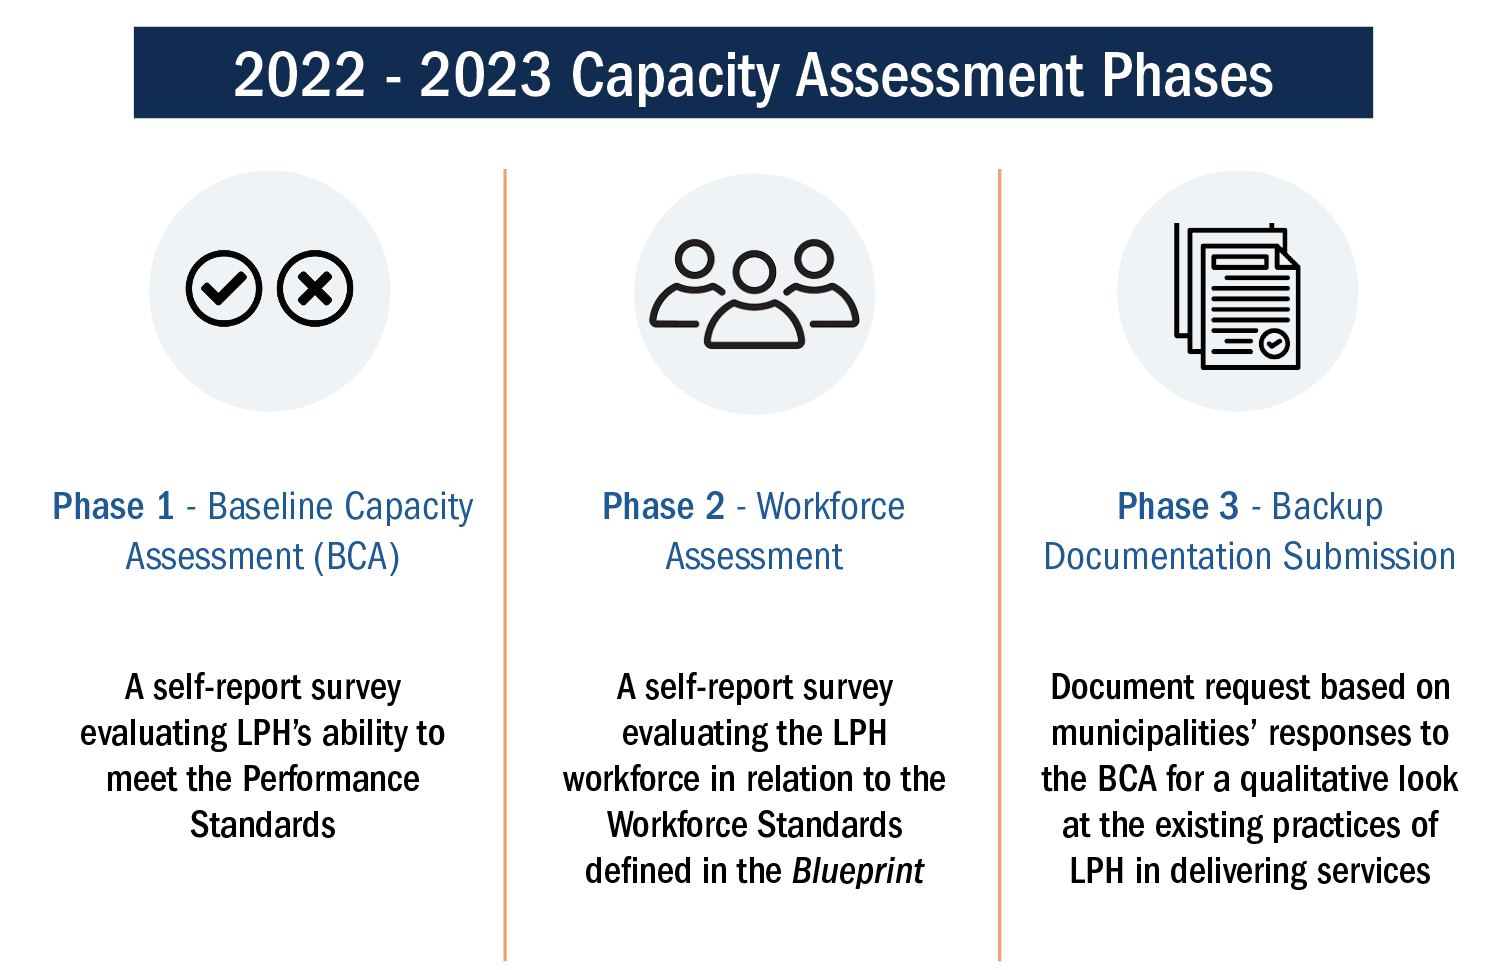 2022 - 2023 Capacity Assessment Phases
Phase 1 - Baseline Capacity
Assessment (BCA)
A self-report survey
evaluating LPH’s ability to
meet the Performance
Standards
Phase 2 - Workforce
Assessment
A self-report survey
evaluating the LPH
workforce in relation to the
Workforce Standards
defined in the Blueprint
Phase 3 - Backup
Documentation Submission
Document request based on
municipalities’ responses to
the BCA for a qualitative look
at the existing practices of
LPH in delivering services